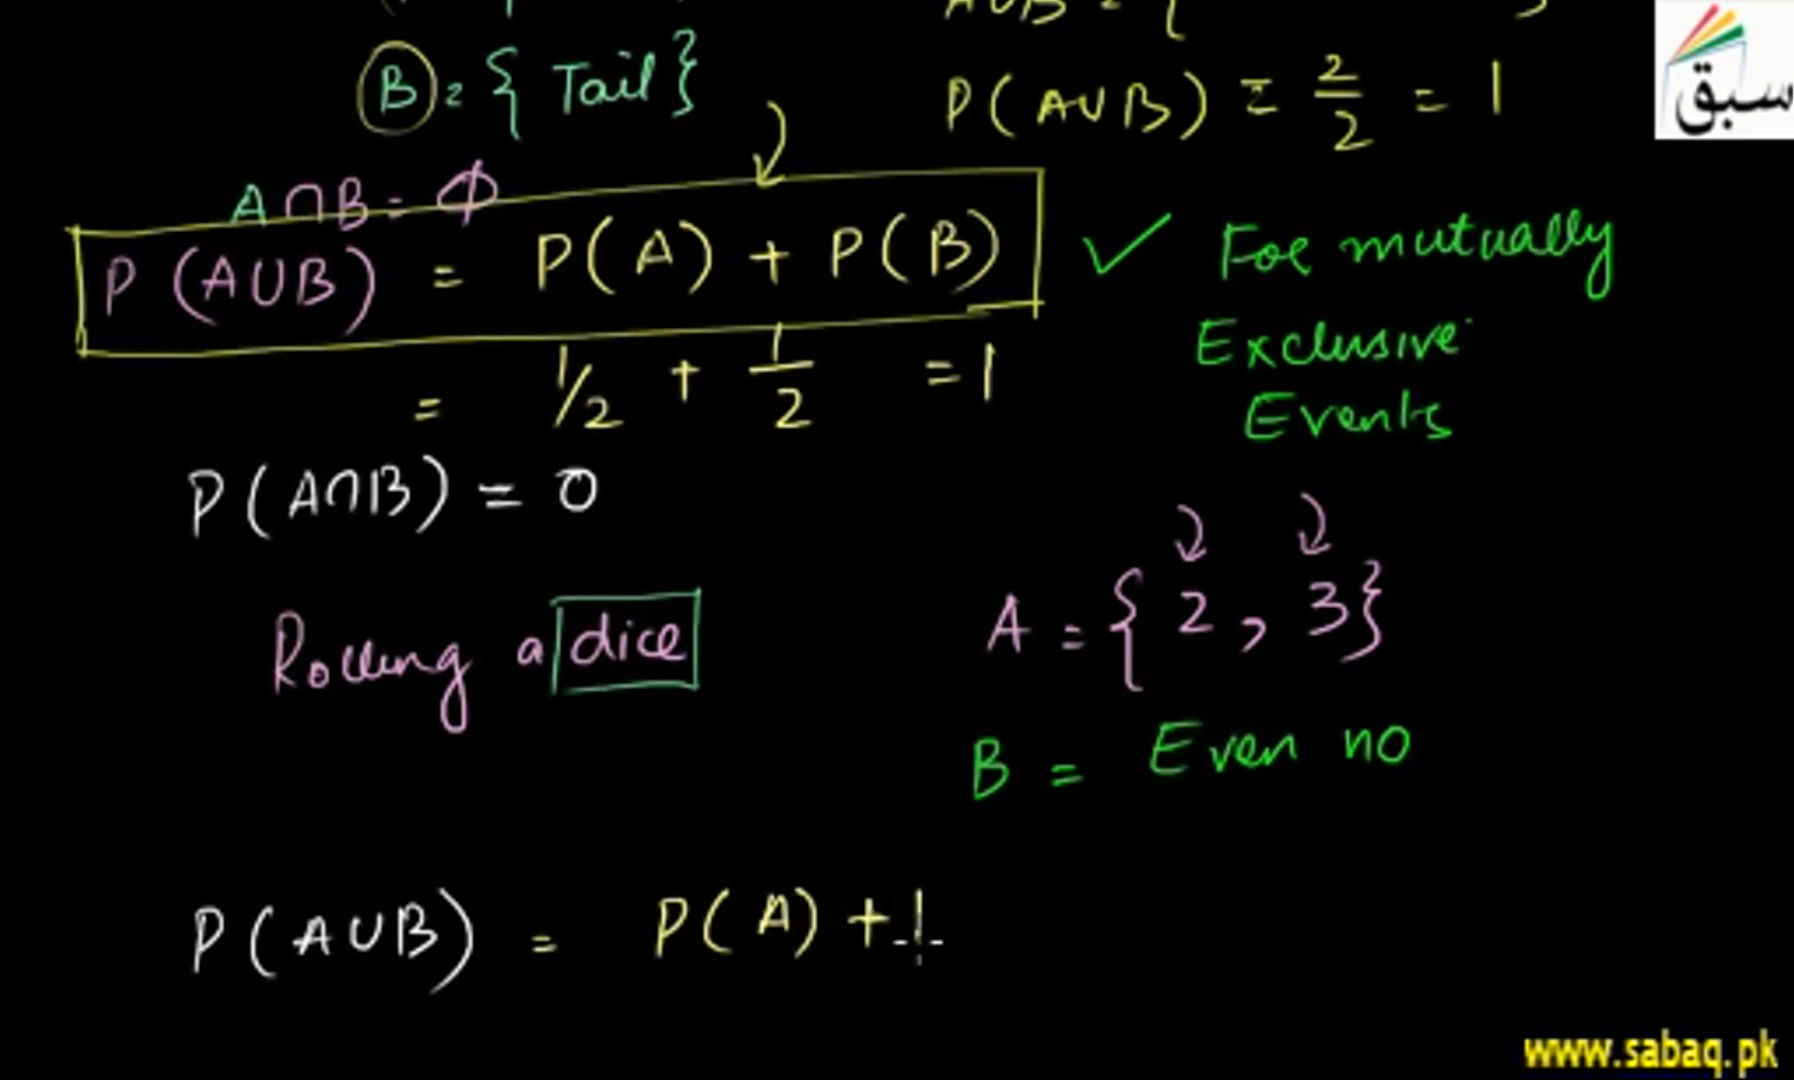 B = { Tail }
P(A∪B) = 2/2 = 1
سبق
A∩B = Φ
P(A∪B) = P(A) + P(B) ✓ For mutually
Exclusive
Events
= 1/2 + 1/2 = 1
P(A∩B) = 0
Rolling a dice
A = { 2 , 3 }
B = Even no
P(A∪B) = P(A) +
www.sabaq.pk